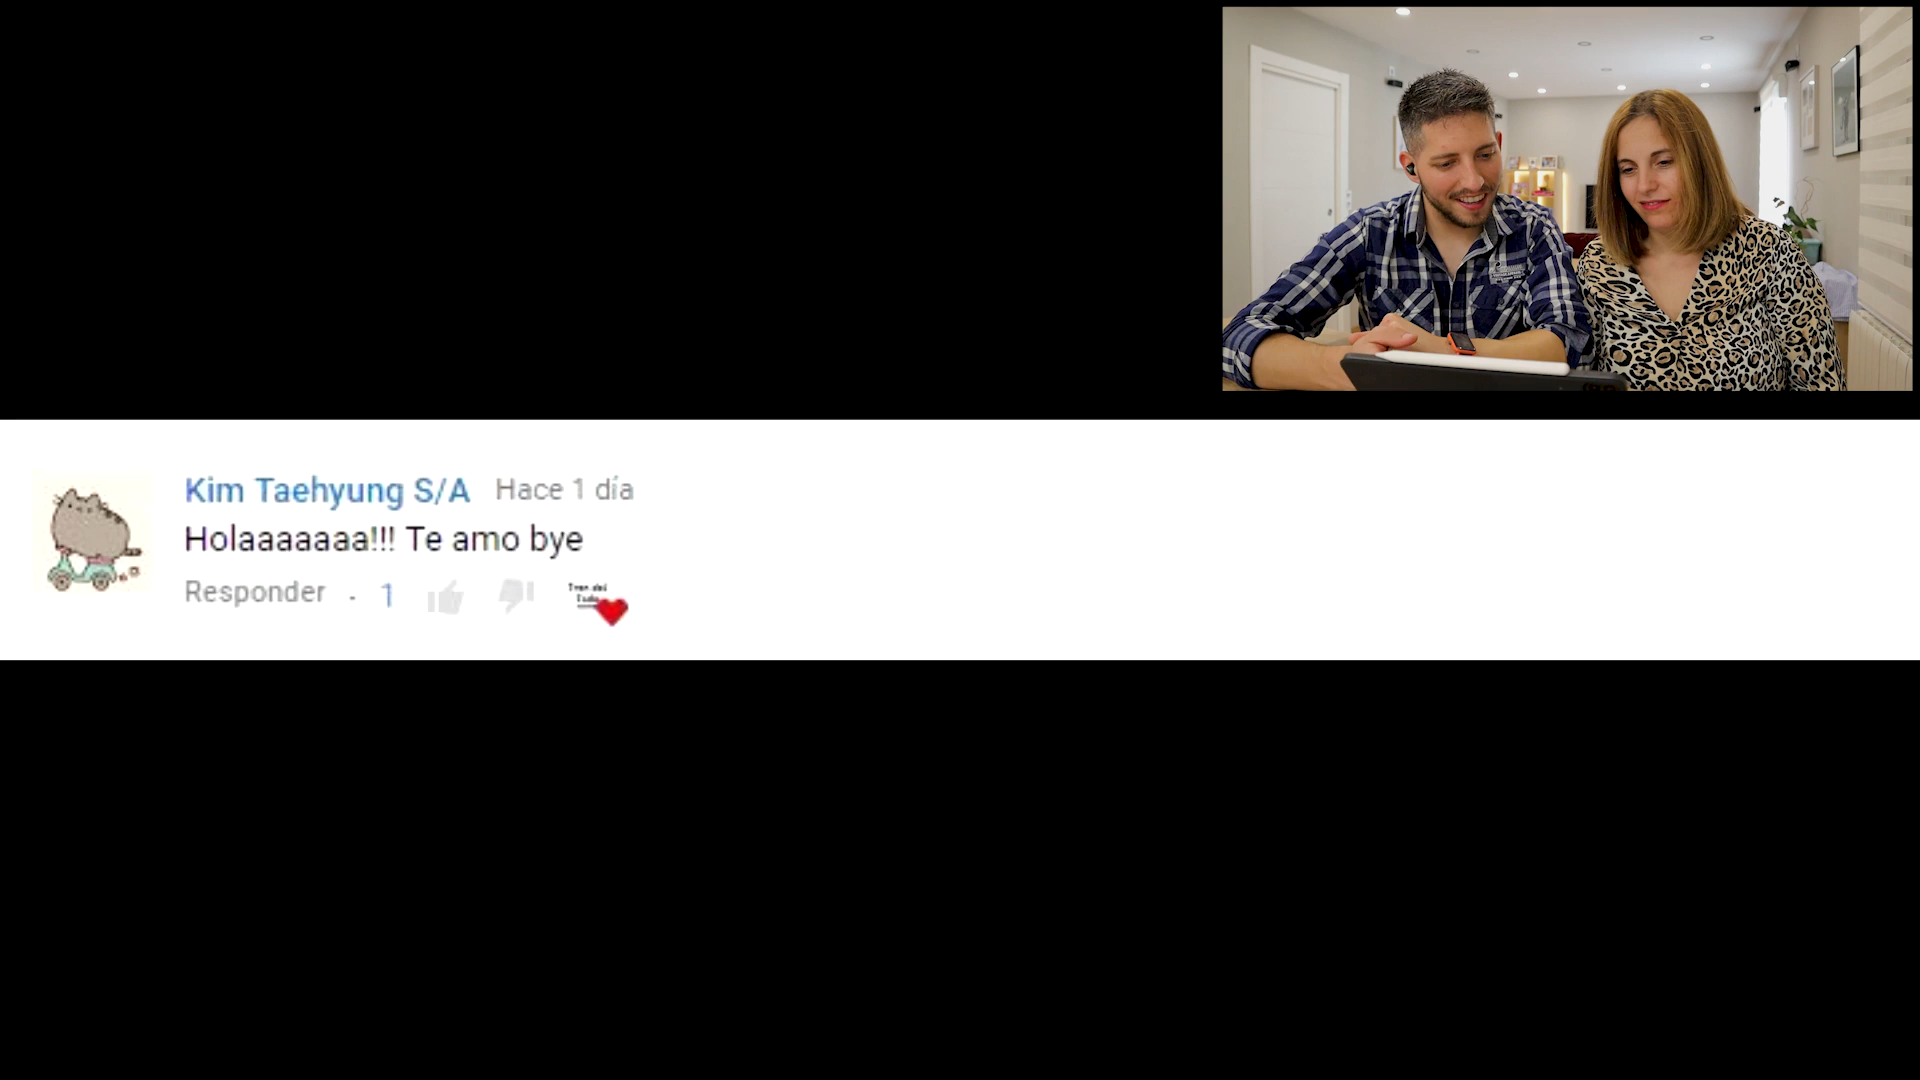 Kim Taehyung S/A Hace 1 día
Holaaaaaaa!!! Te amo bye
Responder . 1